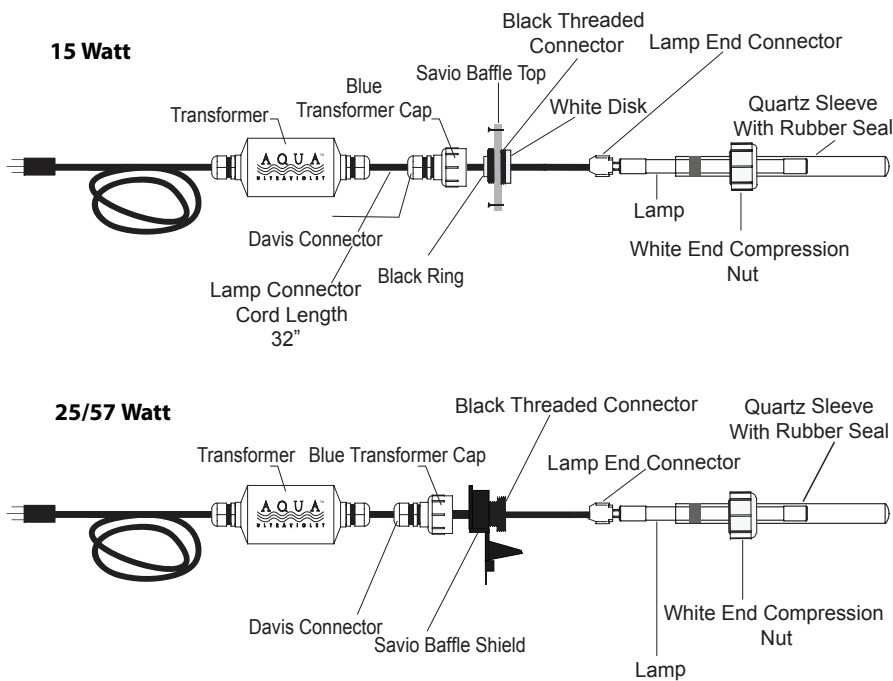 15 Watt
Black Threaded
Connector
Lamp End Connector
Savio Baffle Top
Blue
Transformer Cap
Transformer
White Disk
Quartz Sleeve
With Rubber Seal
AQUA™
ULTRAVIOLET
Davis Connector
Black Ring
Lamp
White End Compression
Nut
Lamp Connector
Cord Length
32”
25/57 Watt
Black Threaded Connector
Quartz Sleeve
With Rubber Seal
Transformer
Blue Transformer Cap
Lamp End Connector
AQUA™
ULTRAVIOLET
Davis Connector
Savio Baffle Shield
White End Compression
Nut
Lamp